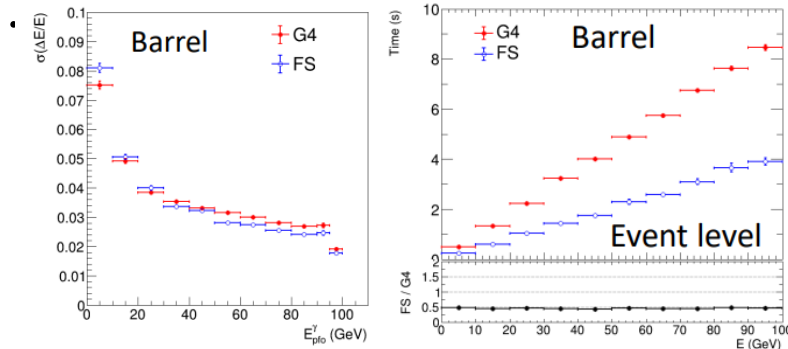 σ(ΔE/E)
0.1
0.09
0.08
0.07
0.06
0.05
0.04
0.03
0.02
0.01
0
Barrel
G4
FS
0 20 40 60 80 100 120
E^γ_pfo (GeV)
Time (s)
10
8
6
4
2
0
Barrel
G4
FS
Event level
FS / G4
2
1.5
1
0.5
0
0 10 20 30 40 50 60 70 80 90 100
E (GeV)